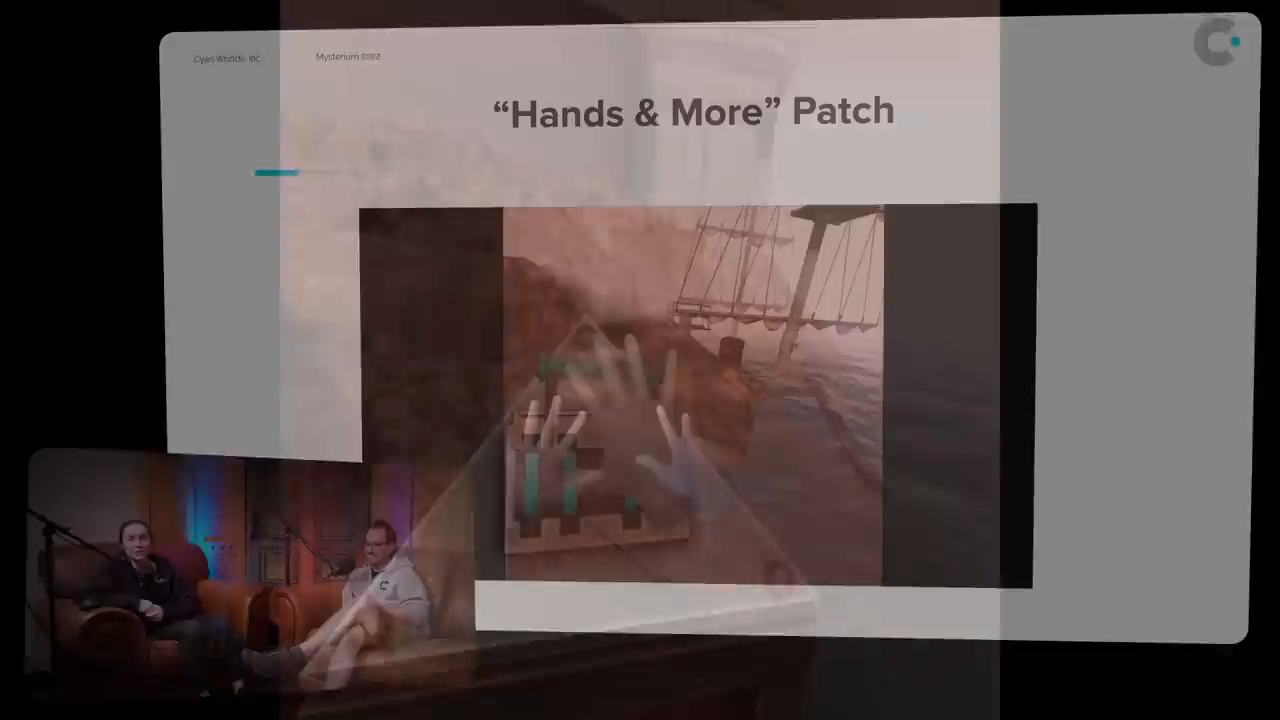 Cyan Worlds, Inc
Mysterium 2022
“Hands & More” Patch